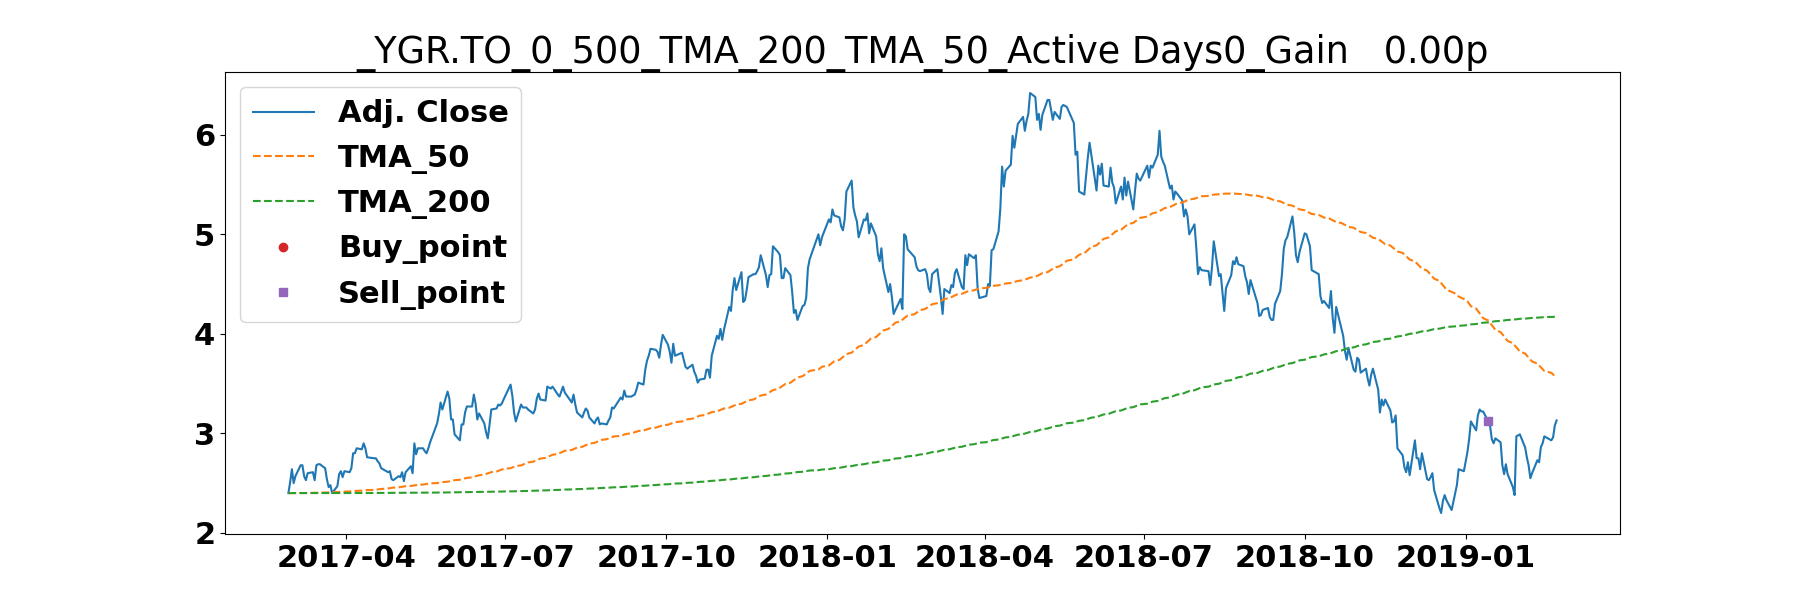 _YGR.TO_0_500_TMA_200_TMA_50_Active Days0_Gain   0.00p
Adj. Close
TMA_50
TMA_200
Buy_point
Sell_point
6
5
4
3
2
2017-04 2017-07 2017-10 2018-01 2018-04 2018-07 2018-10 2019-01